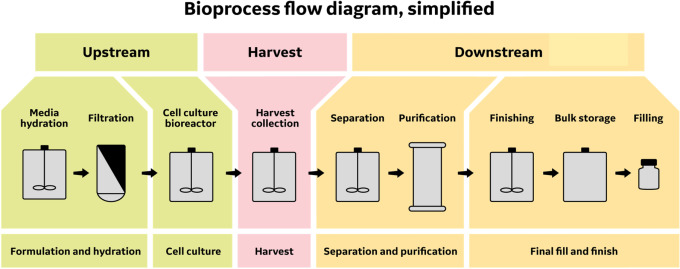 Bioprocess flow diagram, simplified
Upstream
Harvest
Downstream
Media
hydration
Filtration
Cell culture
bioreactor
Harvest
collection
Separation
Purification
Finishing
Bulk storage
Filling
Formulation and hydration
Cell culture
Harvest
Separation and purification
Final fill and finish